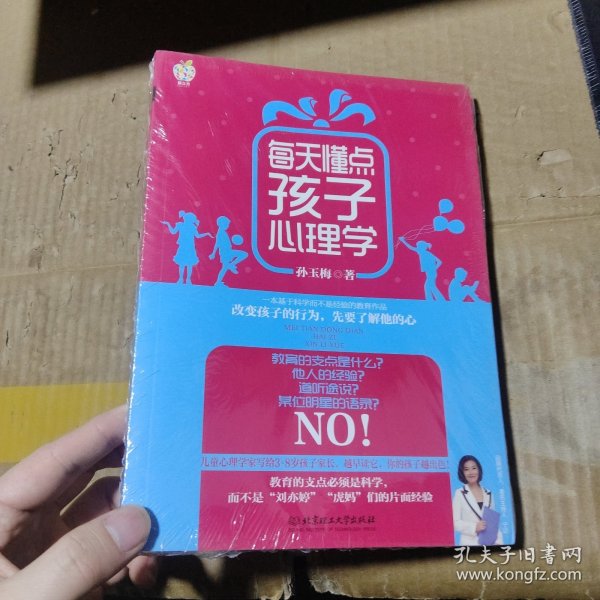 每天懂点
孩子
心理学
孙玉梅◎著
一本基于科学而不是经验的教育作品
改变孩子的行为，先要了解他的心
MEI TIAN DONG DIAN
HAI ZI
XIN LI XUE
教育的支点是什么？
他人的经验？
道听途说？
某位明星的语录？
NO!
儿童心理学家写给3-8岁孩子家长，越早读它，你的孩子越出色！
教育的支点必须是科学，
而不是“刘亦婷”“虎妈”们的片面经验
北京理工大学出版社
BEIJING INSTITUTE OF TECHNOLOGY PRESS
孔夫子旧书网
www.kongfz.com